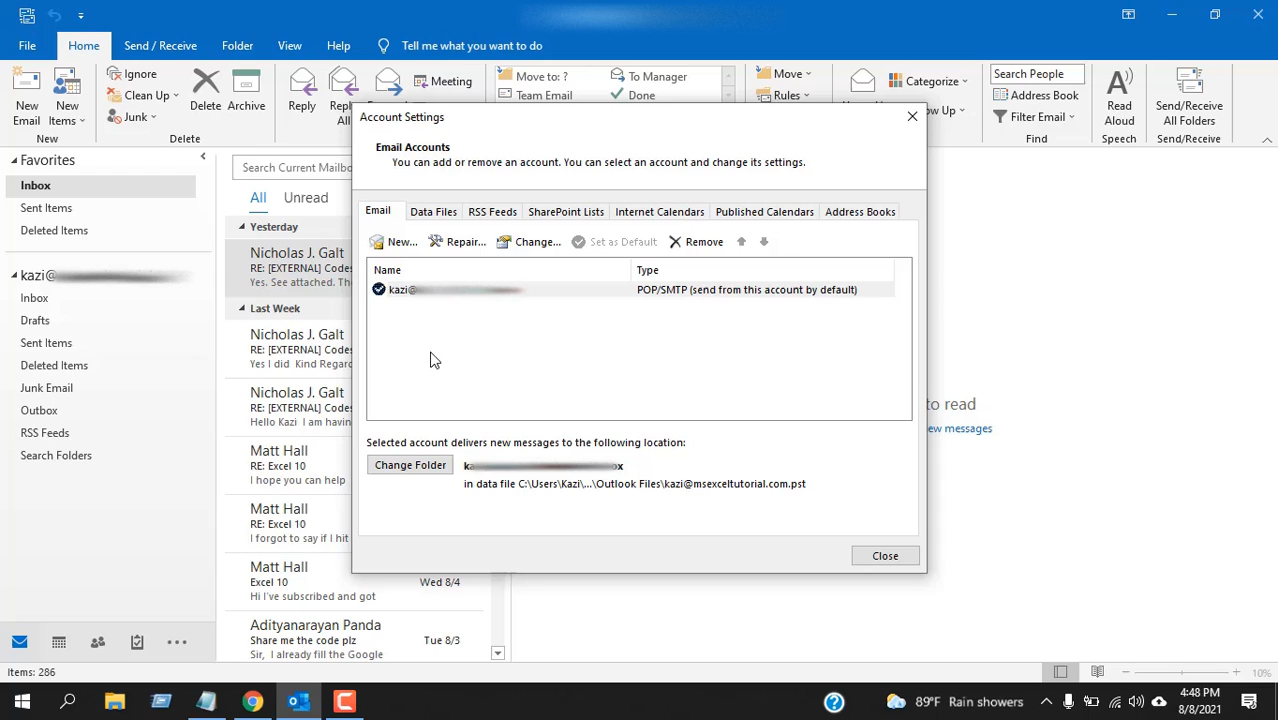 File Home Send / Receive Folder View Help Tell me what you want to do
New Email
New Items
Ignore
Clean Up
Junk
Delete
Archive
Reply
Meeting
Move to: ?
Team Email
To Manager
Done
Move
Rules
Categorize
Search People
Address Book
Filter Email
Read Aloud
Send/Receive All Folders
New Delete Find Speech Send/Receive
Favorites
Inbox
Sent Items
Deleted Items
kazi@
Inbox
Drafts
Sent Items
Deleted Items
Junk Email
Outbox
RSS Feeds
Search Folders
Search Current Mailbo
All Unread
Yesterday
Nicholas J. Galt
RE: [EXTERNAL] Codes
Yes. See attached. Th
Last Week
Nicholas J. Galt
RE: [EXTERNAL] Codes
Yes I did Kind Regar
Nicholas J. Galt
RE: [EXTERNAL] Codes
Hello Kazi I am havin
Matt Hall
RE: Excel 10
I hope you can help
Matt Hall
RE: Excel 10
I forgot to say if I hit
Matt Hall
Excel 10 Wed 8/4
Hi I've subscribed and got
Adityanarayan Panda
Share me the code plz Tue 8/3
Sir, I already fill the Google
Account Settings
Email Accounts
You can add or remove an account. You can select an account and change its settings.
Email Data Files RSS Feeds SharePoint Lists Internet Calendars Published Calendars Address Books
New... Repair... Change... Set as Default Remove
Name Type
kazi@ POP/SMTP (send from this account by default)
Selected account delivers new messages to the following location:
Change Folder
in data file C:\Users\Kazi\...\Outlook Files\kazi@msexceltutorial.com.pst
Close
to read
ew messages
Items: 286
10%
89°F Rain showers
4:48 PM
8/8/2021